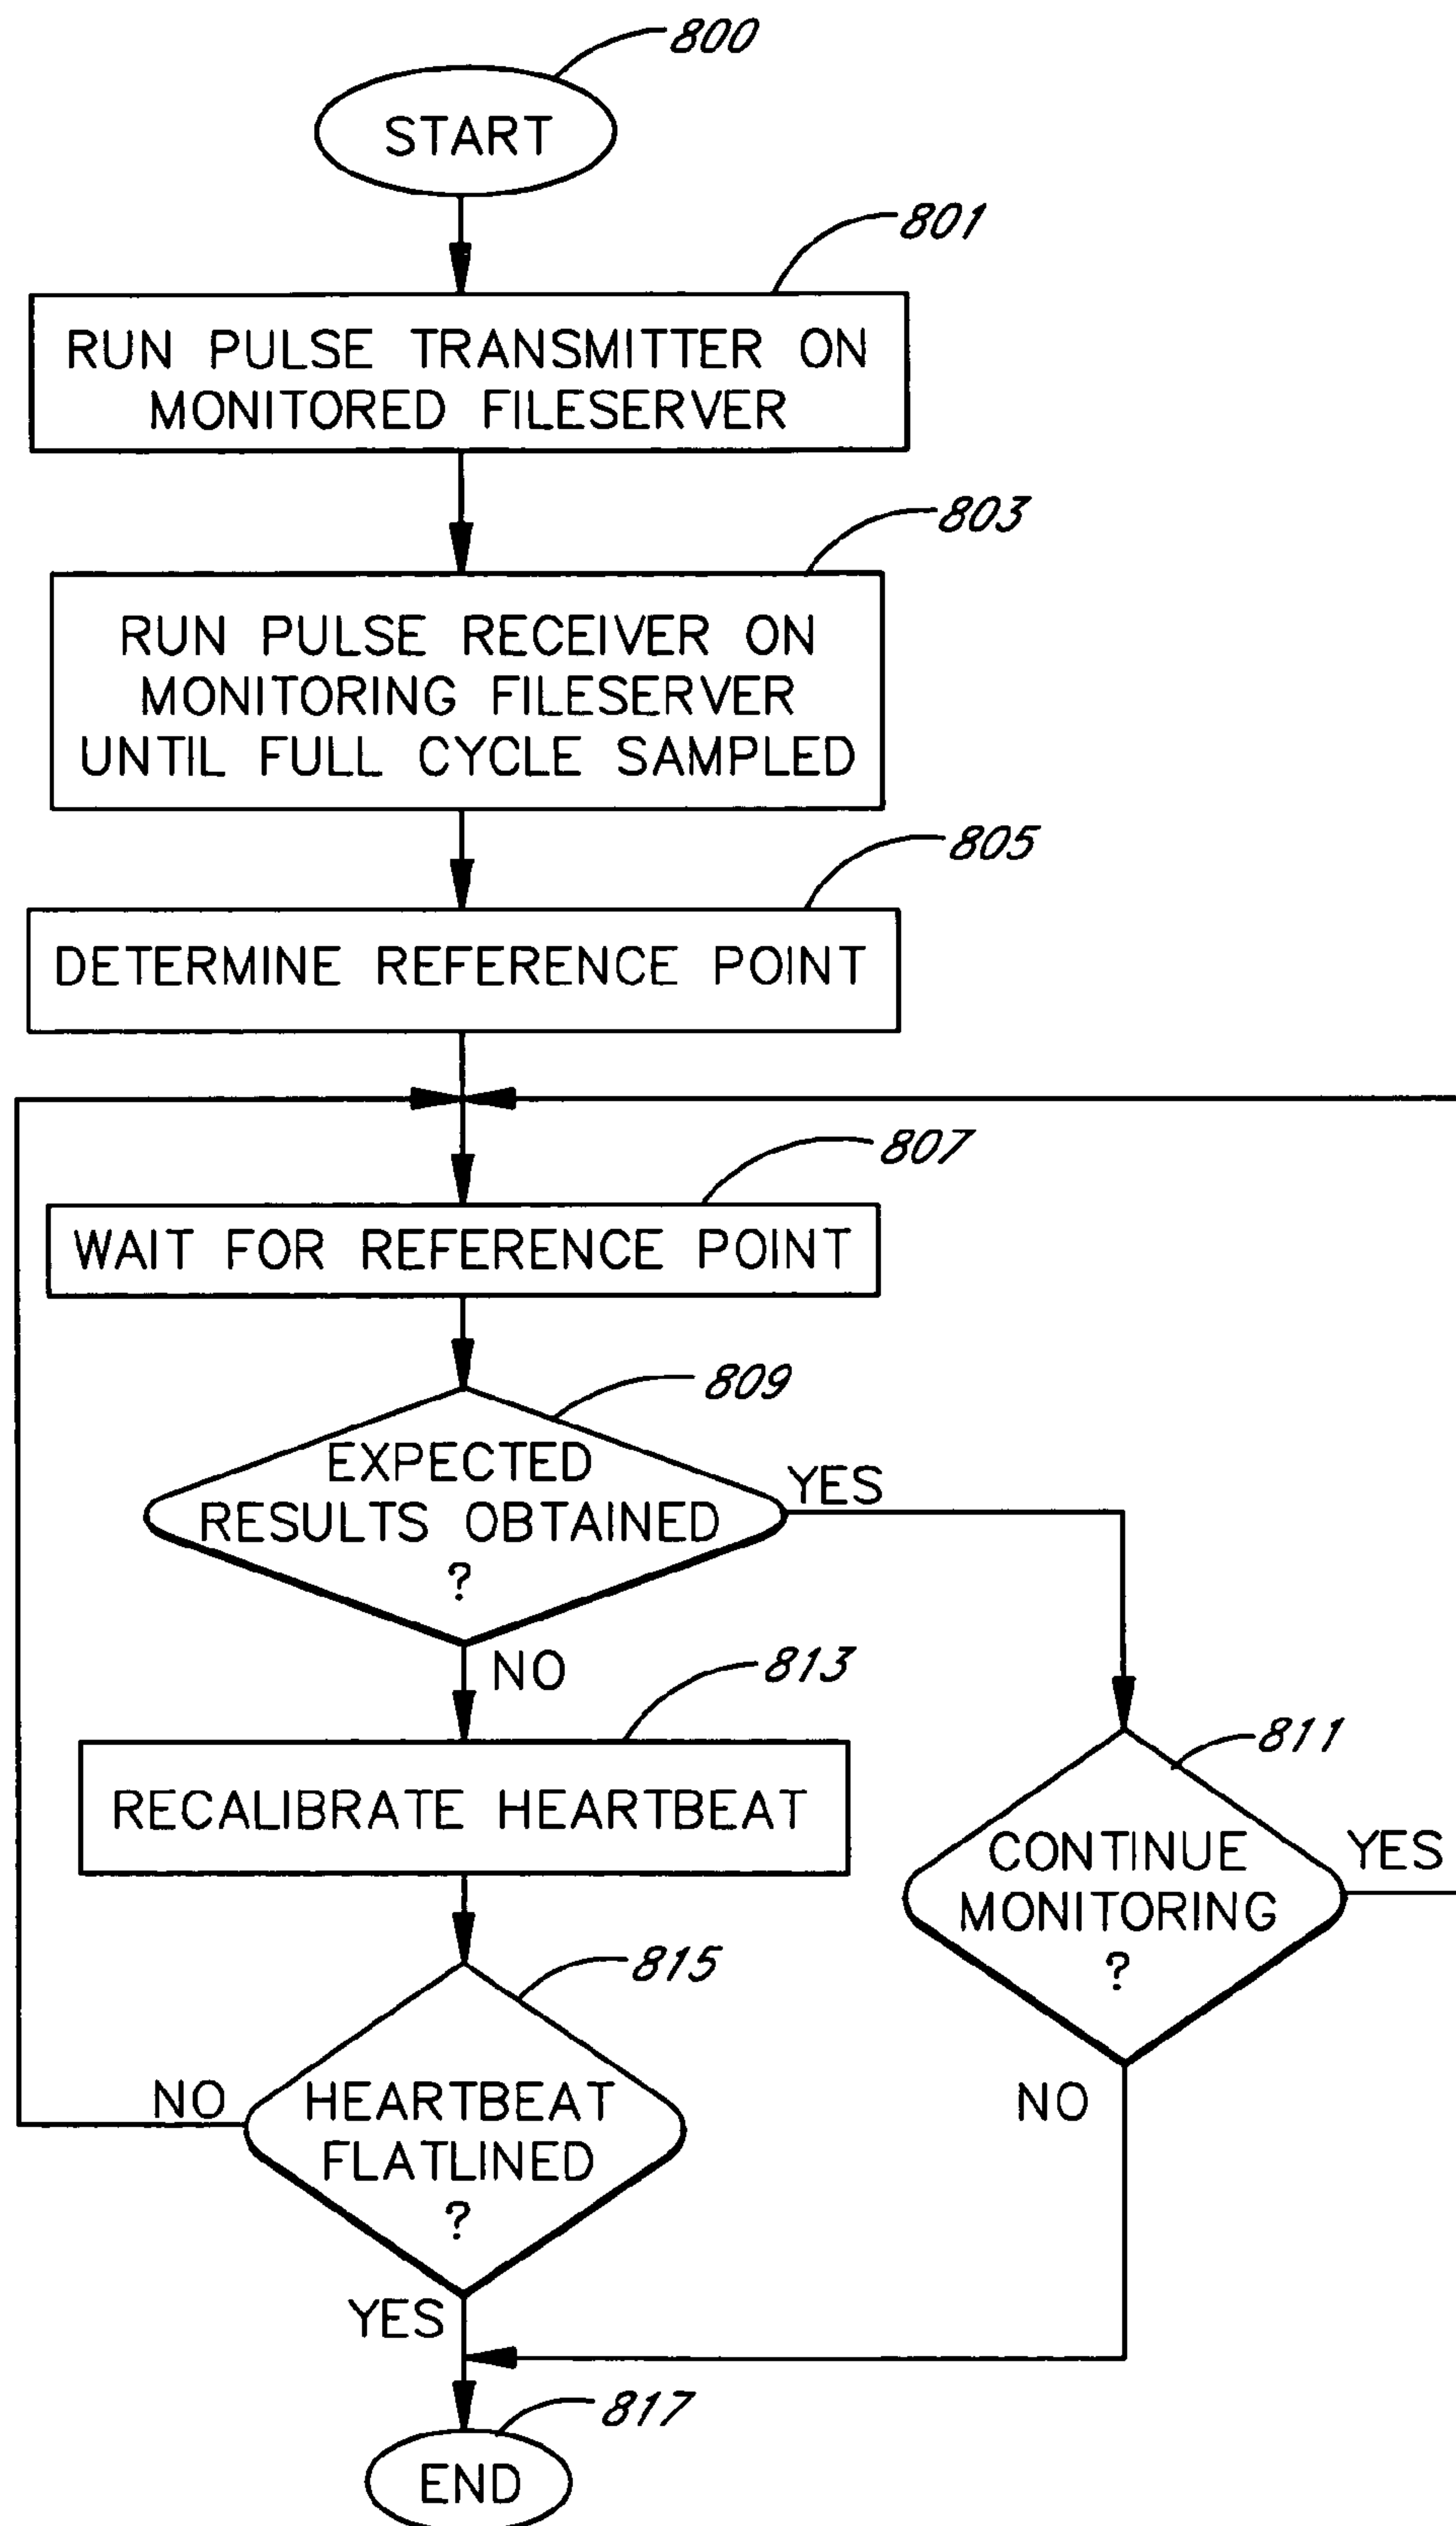 800
START
801
RUN PULSE TRANSMITTER ON
MONITORED FILESERVER
803
RUN PULSE RECEIVER ON
MONITORING FILESERVER
UNTIL FULL CYCLE SAMPLED
805
DETERMINE REFERENCE POINT
807
WAIT FOR REFERENCE POINT
809
EXPECTED
RESULTS OBTAINED
?
YES
NO
813
RECALIBRATE HEARTBEAT
811
CONTINUE
MONITORING
?
YES
NO
815
HEARTBEAT
FLATLINED
?
NO
YES
817
END